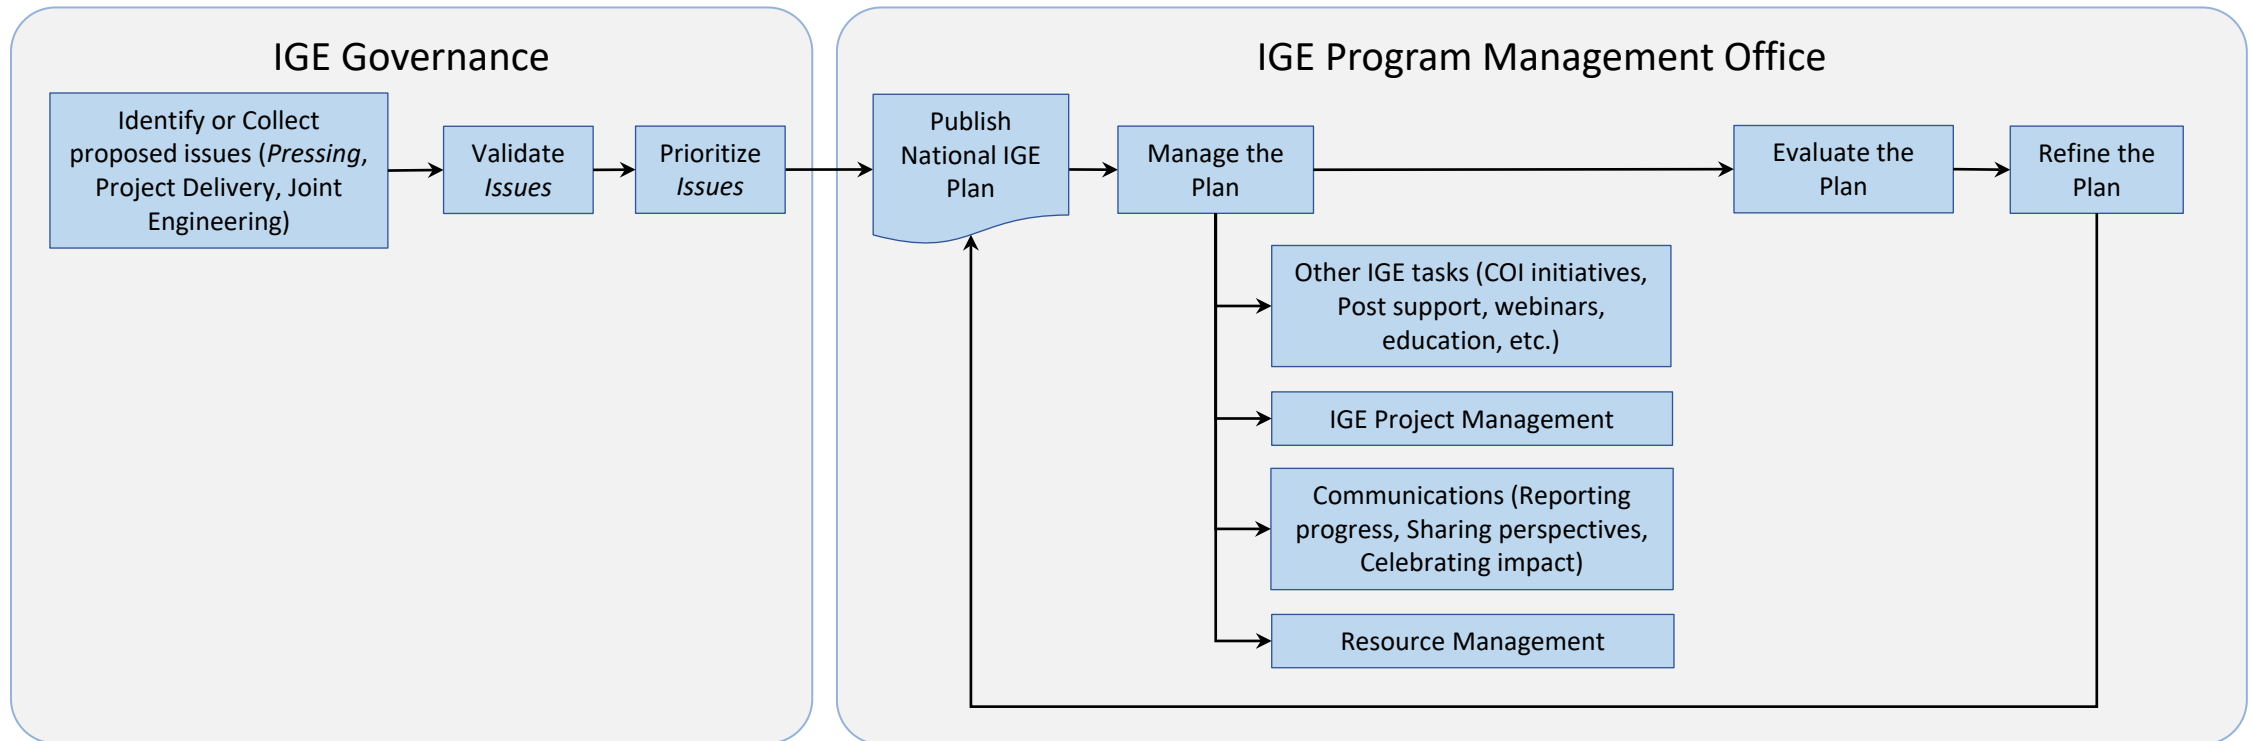 IGE Governance
Identify or Collect
proposed issues (Pressing,
Project Delivery, Joint
Engineering)
Validate
Issues
Prioritize
Issues
IGE Program Management Office
Publish
National IGE
Plan
Manage the
Plan
Evaluate the
Plan
Refine the
Plan
Other IGE tasks (COI initiatives,
Post support, webinars,
education, etc.)
IGE Project Management
Communications (Reporting
progress, Sharing perspectives,
Celebrating impact)
Resource Management